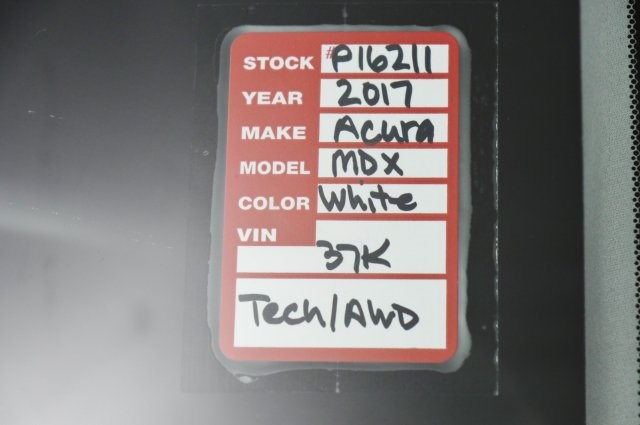 STOCK #P16211
YEAR 2017
MAKE Acura
MODEL MDX
COLOR White
VIN
37K
Tech/AWD